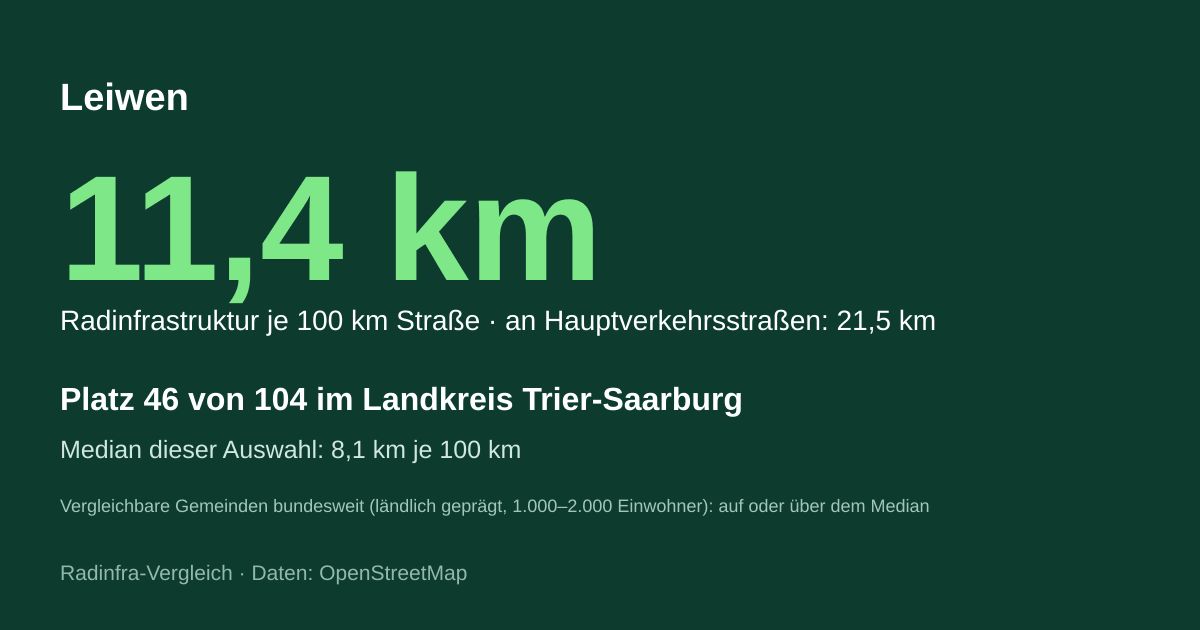 Leiwen
11,4 km
Radinfrastruktur je 100 km Straße · an Hauptverkehrsstraßen: 21,5 km
Platz 46 von 104 im Landkreis Trier-Saarburg
Median dieser Auswahl: 8,1 km je 100 km
Vergleichbare Gemeinden bundesweit (ländlich geprägt, 1.000–2.000 Einwohner): auf oder über dem Median
Radinfra-Vergleich · Daten: OpenStreetMap